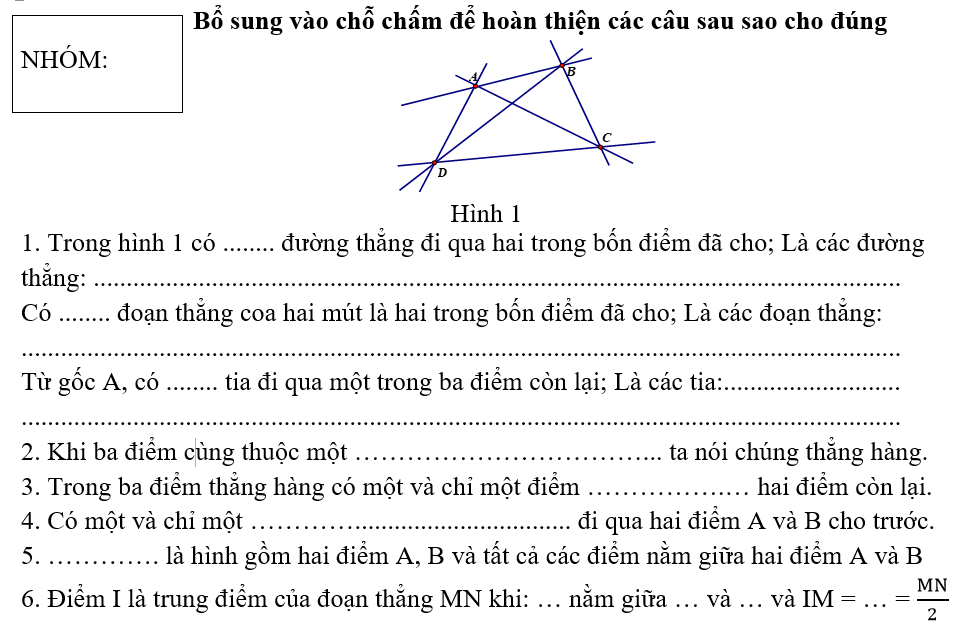 Bổ sung vào chỗ chấm để hoàn thiện các câu sau sao cho đúng
NHÓM:
A
B
C
D
Hình 1
1. Trong hình 1 có ........ đường thẳng đi qua hai trong bốn điểm đã cho; Là các đường
thẳng: ..........................................................................................................................
Có ........ đoạn thẳng coa hai mút là hai trong bốn điểm đã cho; Là các đoạn thẳng:
.....................................................................................................................................
Từ gốc A, có ........ tia đi qua một trong ba điểm còn lại; Là các tia:...........................
.....................................................................................................................................
2. Khi ba điểm cùng thuộc một ……………………………….. ta nói chúng thẳng hàng.
3. Trong ba điểm thẳng hàng có một và chỉ một điểm ……………… hai điểm còn lại.
4. Có một và chỉ một …………................................. đi qua hai điểm A và B cho trước.
5. ………… là hình gồm hai điểm A, B và tất cả các điểm nằm giữa hai điểm A và B
6. Điểm I là trung điểm của đoạn thẳng MN khi: … nằm giữa … và … và IM = … = MN/2